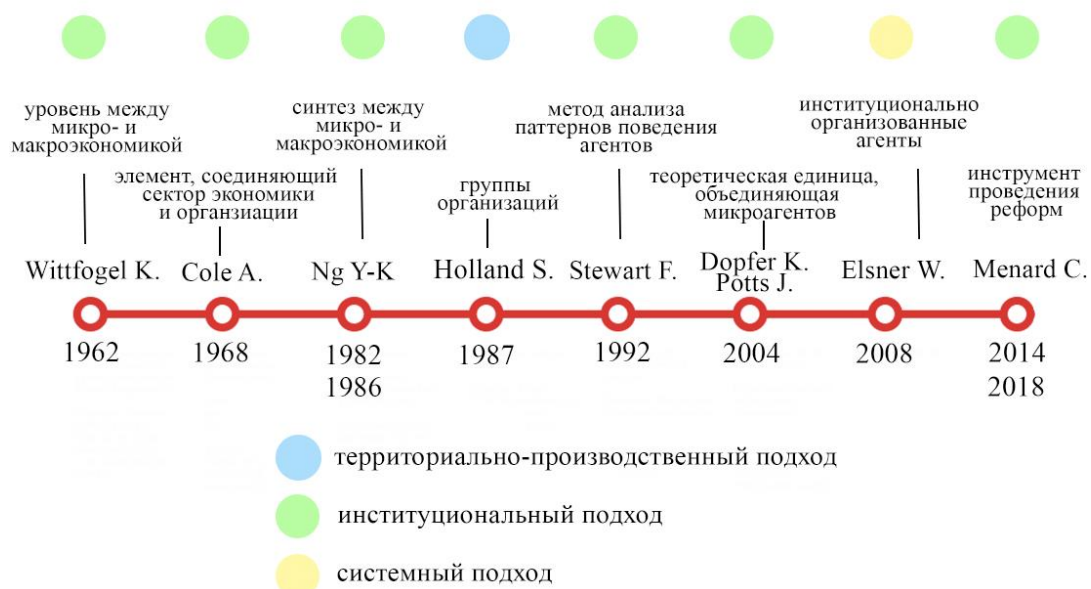 уровень между
микро- и
макроэкономикой
элемент, соединяющий
сектор экономики
и органзиации
синтез между
микро- и
макроэкономикой
группы
организаций
метод анализа
паттернов поведения
агентов
теоретическая единица,
объединяющая
микроагентов
институционально
организованные
агенты
инструмент
проведения
реформ
Wittfogel K.
Cole A.
Ng Y-K
Holland S.
Stewart F.
Dopfer K.
Potts J.
Elsner W.
Menard C.
1962
1968
1982
1986
1987
1992
2004
2008
2014
2018
территориально-производственный подход
институциональный подход
системный подход